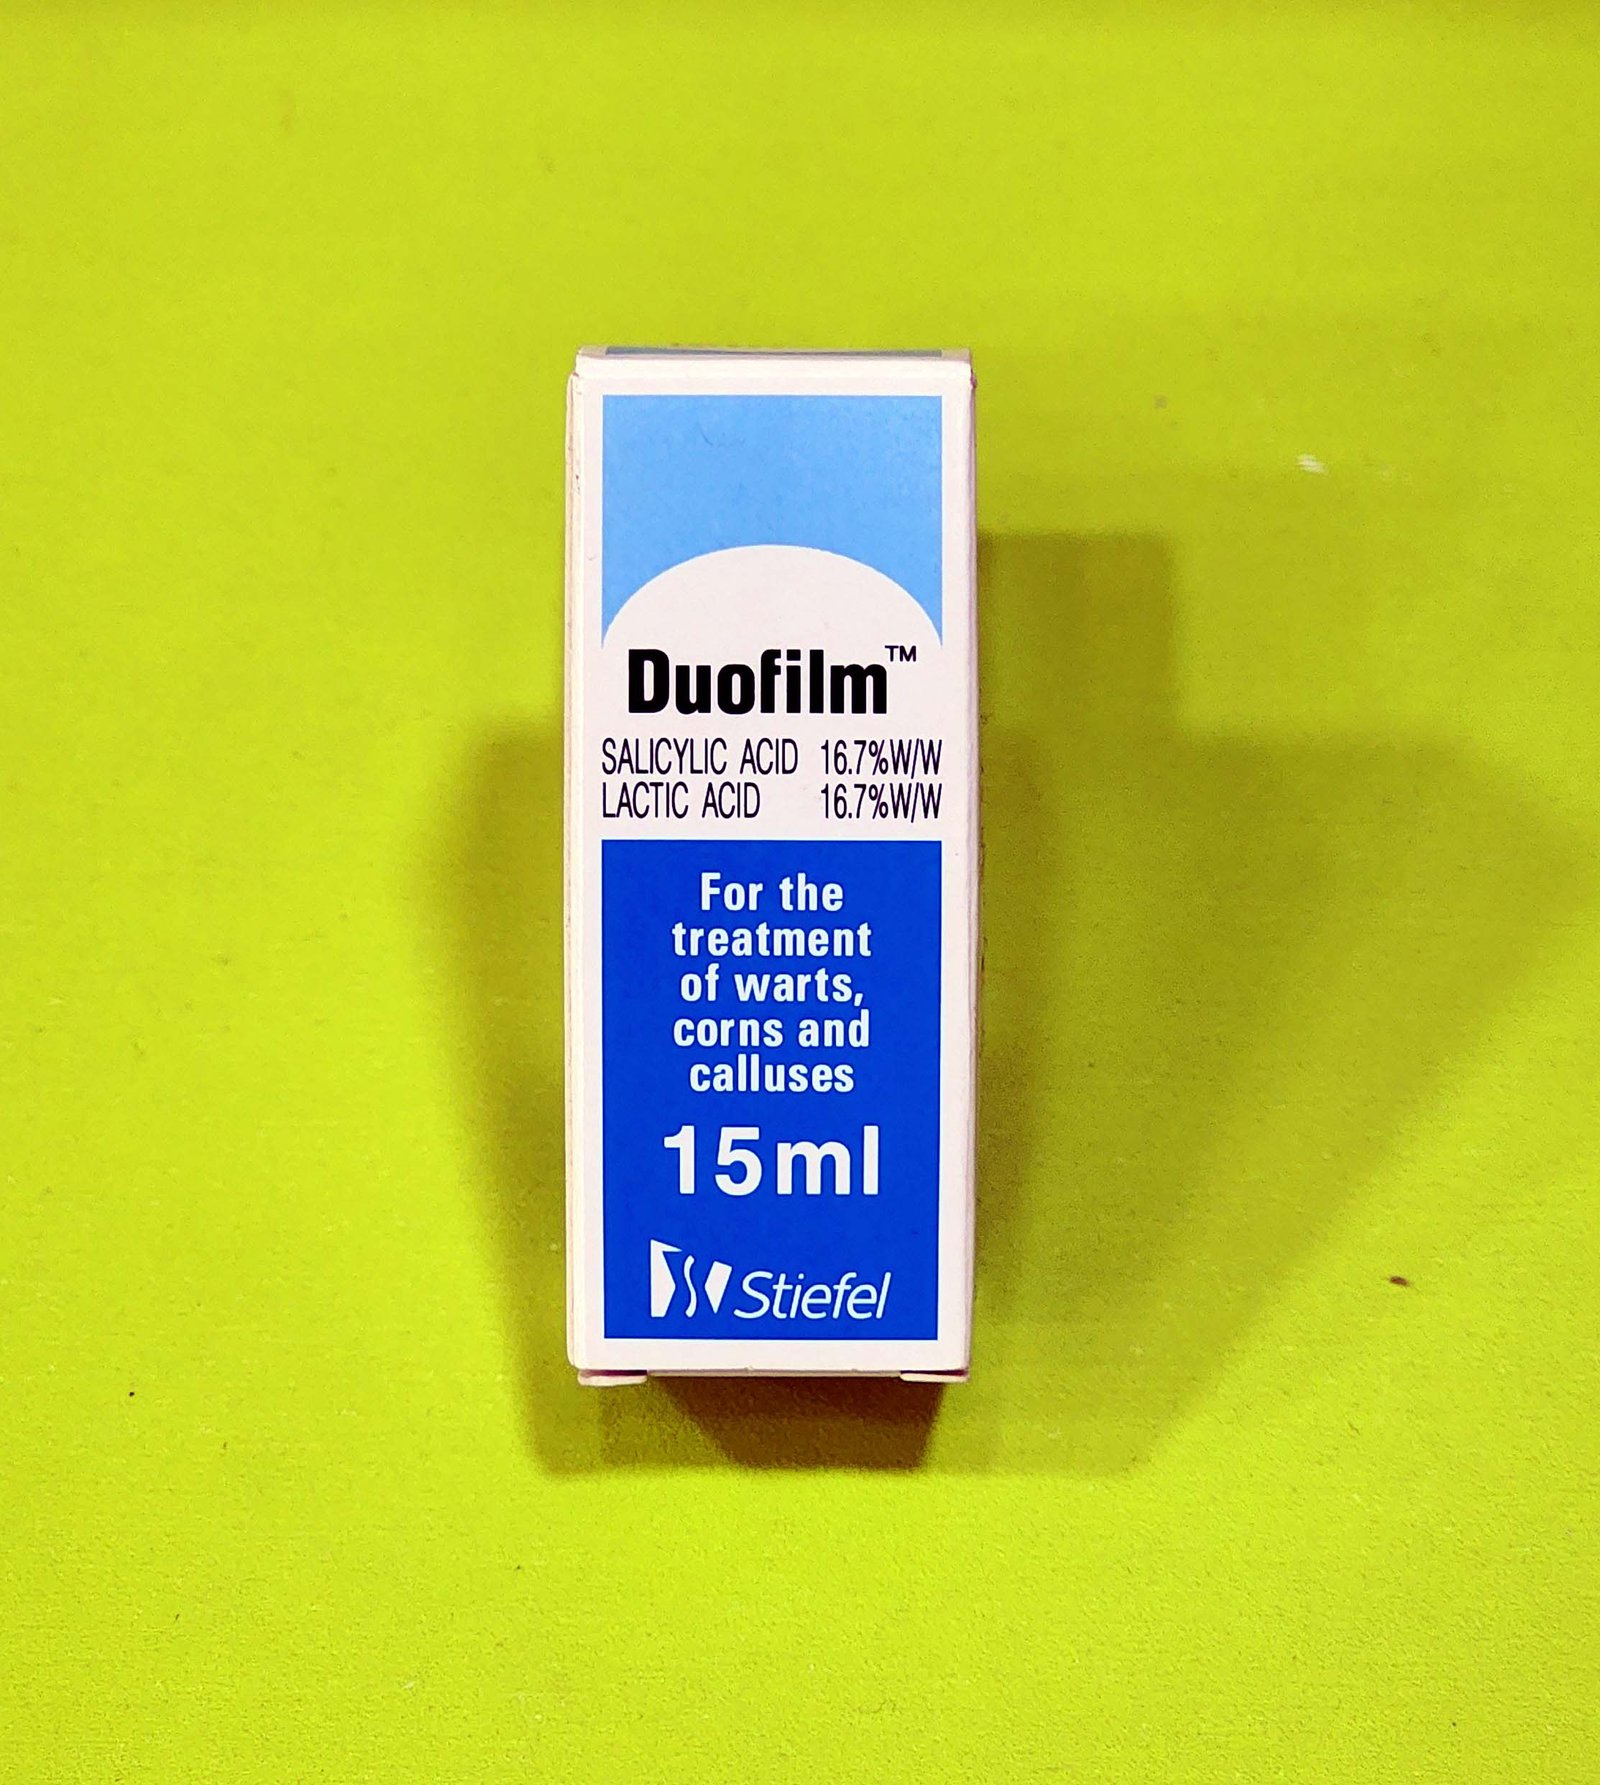 Duofilm™
SALICYLIC ACID 16.7%W/W
LACTIC ACID 16.7%W/W
For the
treatment
of warts,
corns and
calluses
15ml
Stiefel